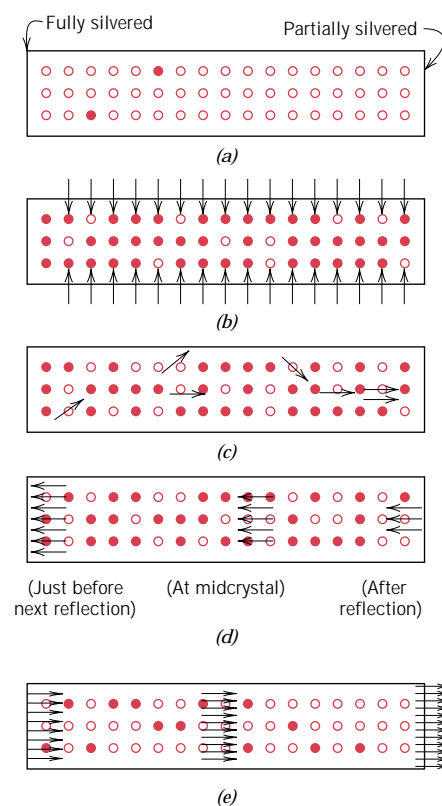 Fully silvered
Partially silvered
(a)
(b)
(c)
(d)
(Just before
next reflection)
(At midcrystal)
(After
reflection)
(e)